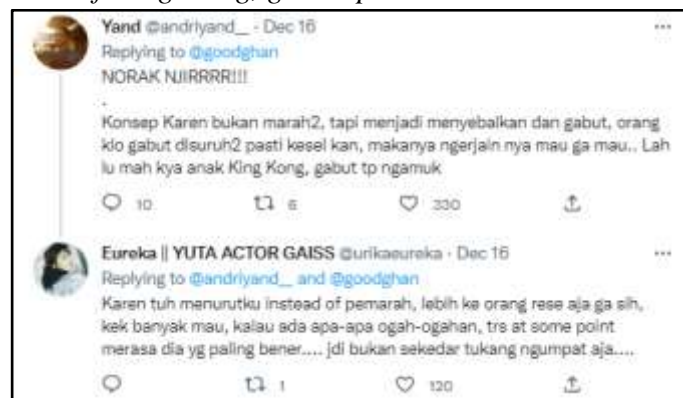 Yand @andriyand__ · Dec 16
Replying to @goodghan
NORAK NJIRRRR!!!
.
Konsep Karen bukan marah2, tapi menjadi menyebalkan dan gabut, orang
klo gabut disuruh2 pasti kesel kan, makanya ngerjain nya mau ga mau.. Lah
lu mah kya anak King Kong, gabut tp ngamuk
10 6 330
Eureka || YUTA ACTOR GAISS @urikaeureka · Dec 16
Replying to @andriyand__ and @goodghan
Karen tuh menurutku instead of pemarah, lebih ke orang rese aja ga sih,
kek banyak mau, kalau ada apa-apa ogah-ogahan, trs at some point
merasa dia yg paling bener.... jdi bukan sekedar tukang ngumpat aja....
1 120